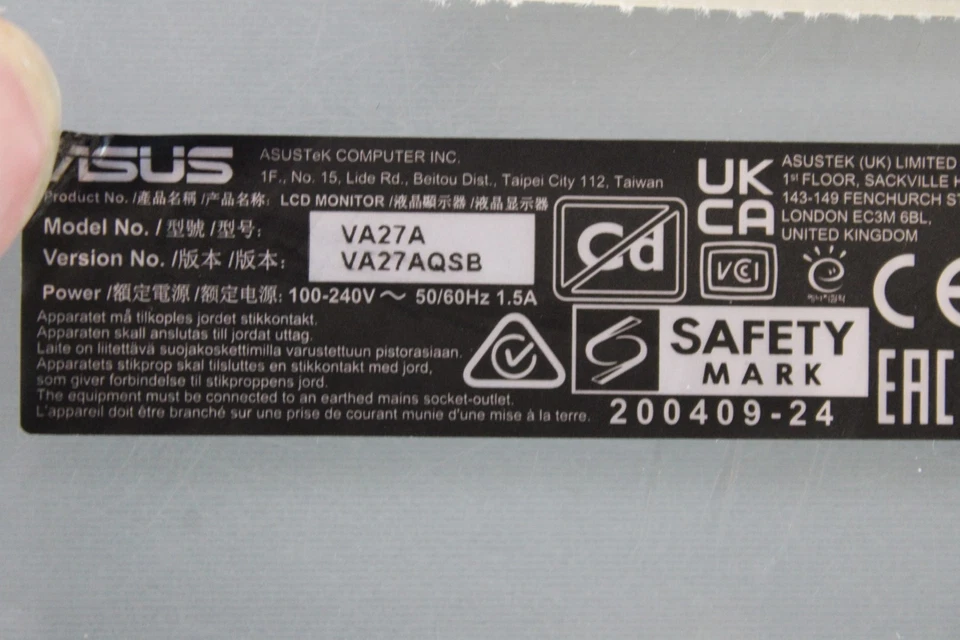 ASUS
ASUSTeK COMPUTER INC.
1F., No. 15, Lide Rd., Beitou Dist., Taipei City 112, Taiwan
Product No. /產品名稱 /产品名称: LCD MONITOR /液晶顯示器 /液晶显示器
Model No. / 型號 /型号: VA27A
Version No. /版本 /版本: VA27AQSB
Power /額定電源 /额定电源: 100-240V ~ 50/60Hz 1.5A
Apparatet må tilkoples jordet stikkontakt.
Apparaten skall anslutas till jordat uttag.
Laite on liitettävä suojakoskettimilla varustettuun pistorasiaan.
Apparatets stikprop skal tilsluttes en stikkontakt med jord,
som giver forbindelse til stikproppens jord.
The equipment must be connected to an earthed mains socket-outlet.
L'appareil doit être branché sur une prise de courant munie d'une mise à la terre.
Cd
UK
CA
ASUSTEK (UK) LIMITED
1st FLOOR, SACKVILLE H
143-149 FENCHURCH ST
LONDON EC3M 6BL,
UNITED KINGDOM
VCI
CE
SAFETY
MARK
200409-24
EAC